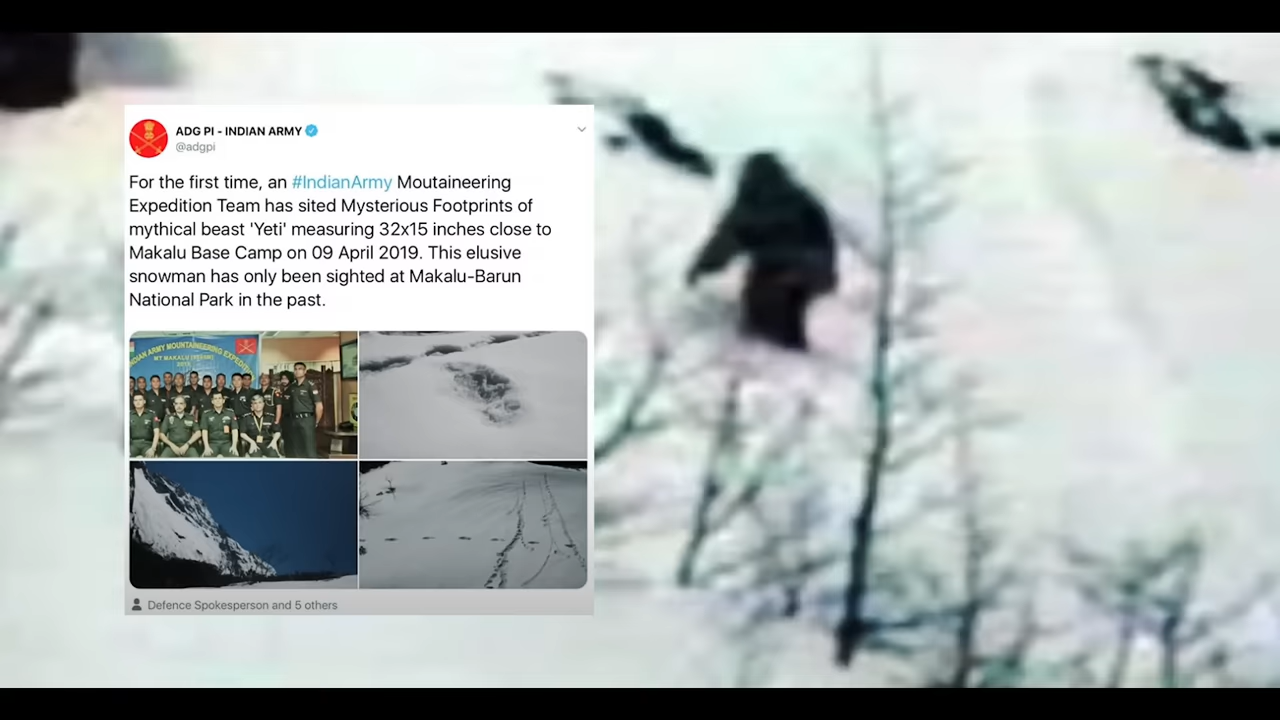 ADG PI - INDIAN ARMY
@adgpi
For the first time, an #IndianArmy Moutaineering
Expedition Team has sited Mysterious Footprints of
mythical beast 'Yeti' measuring 32x15 inches close to
Makalu Base Camp on 09 April 2019. This elusive
snowman has only been sighted at Makalu-Barun
National Park in the past.
INDIAN ARMY MOUNTAINEERING EXPEDITION
Defence Spokesperson and 5 others